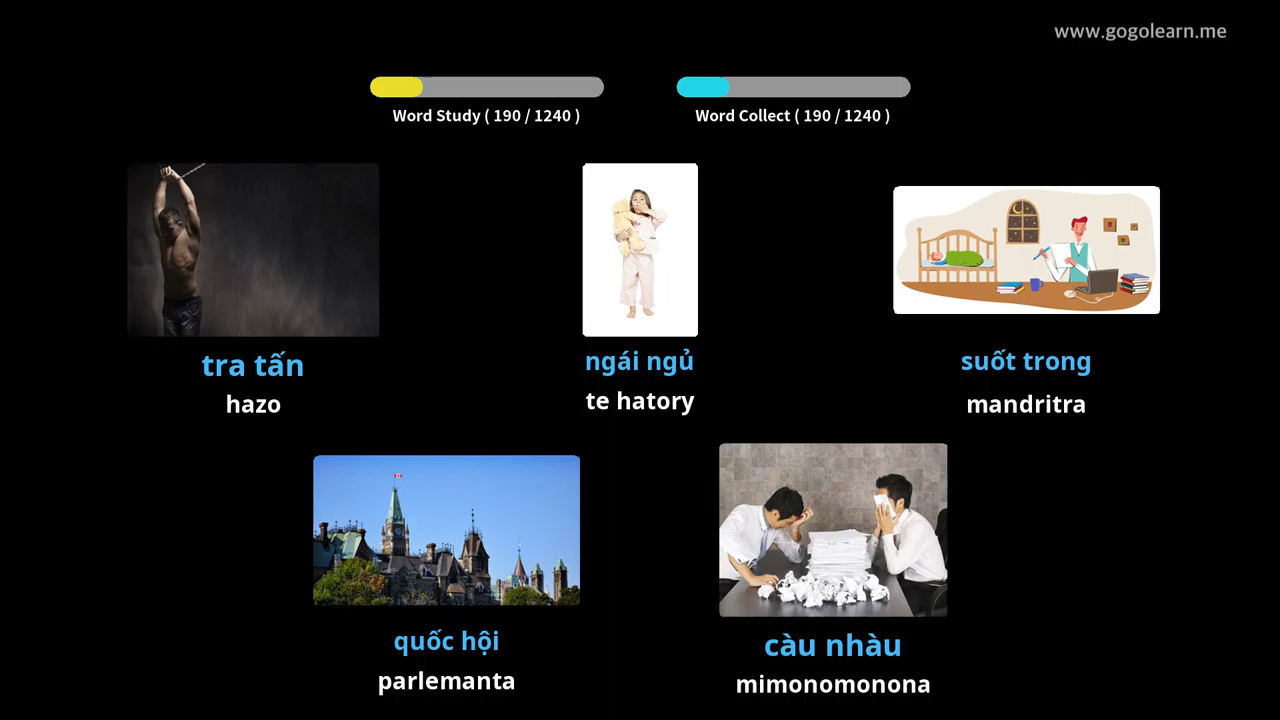 www.gogolearn.me
Word Study ( 190 / 1240 )
Word Collect ( 190 / 1240 )
tra tấn
hazo
ngái ngủ
te hatory
suốt trong
mandritra
quốc hội
parlemanta
càu nhàu
mimonomonona